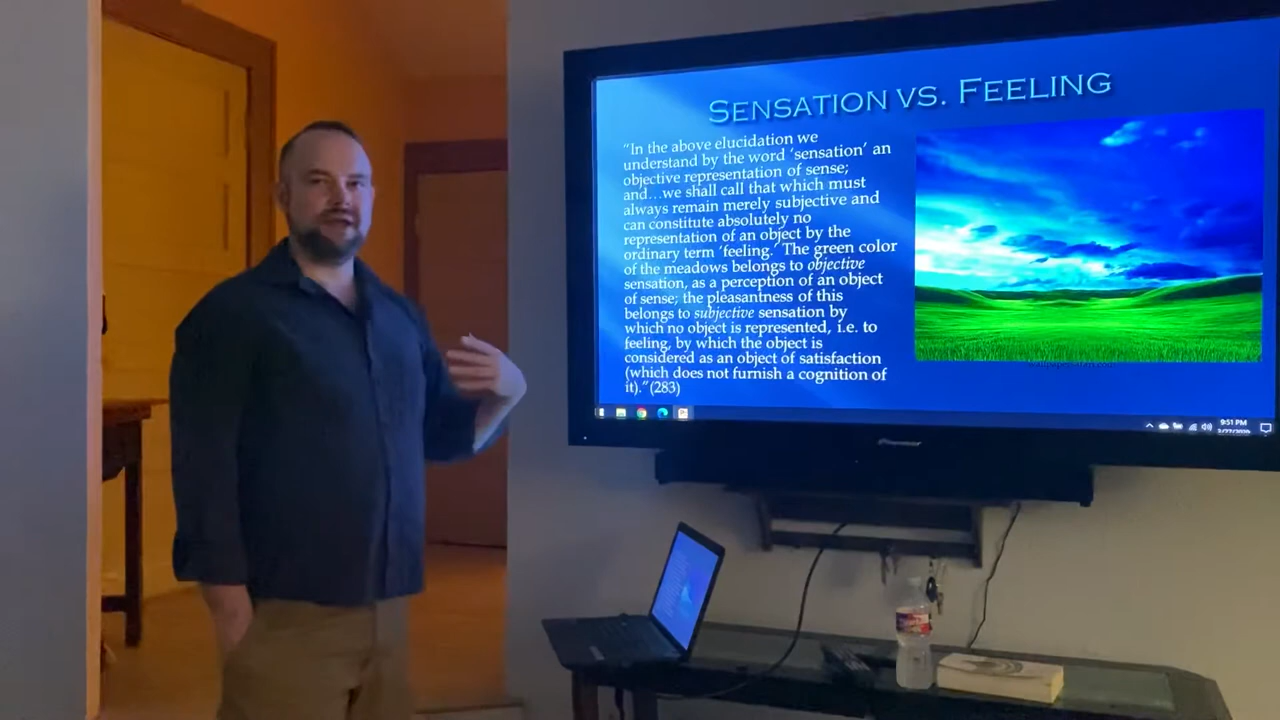 SENSATION VS. FEELING
“In the above elucidation we
understand by the word ‘sensation’ an
objective representation of sense;
and…we shall call that which must
always remain merely subjective and
can constitute absolutely no
representation of an object by the
ordinary term ‘feeling.’ The green color
of the meadows belongs to objective
sensation, as a perception of an object
of sense; the pleasantness of this
belongs to subjective sensation by
which no object is represented, i.e. to
feeling, by which the object is
considered as an object of satisfaction
(which does not furnish a cognition of
it).”(283)
9:51 PM